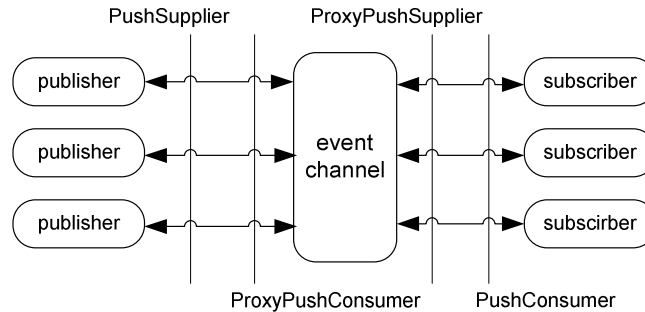 PushSupplier ProxyPushSupplier
publisher subscriber
publisher event channel subscriber
publisher subscirber
ProxyPushConsumer PushConsumer